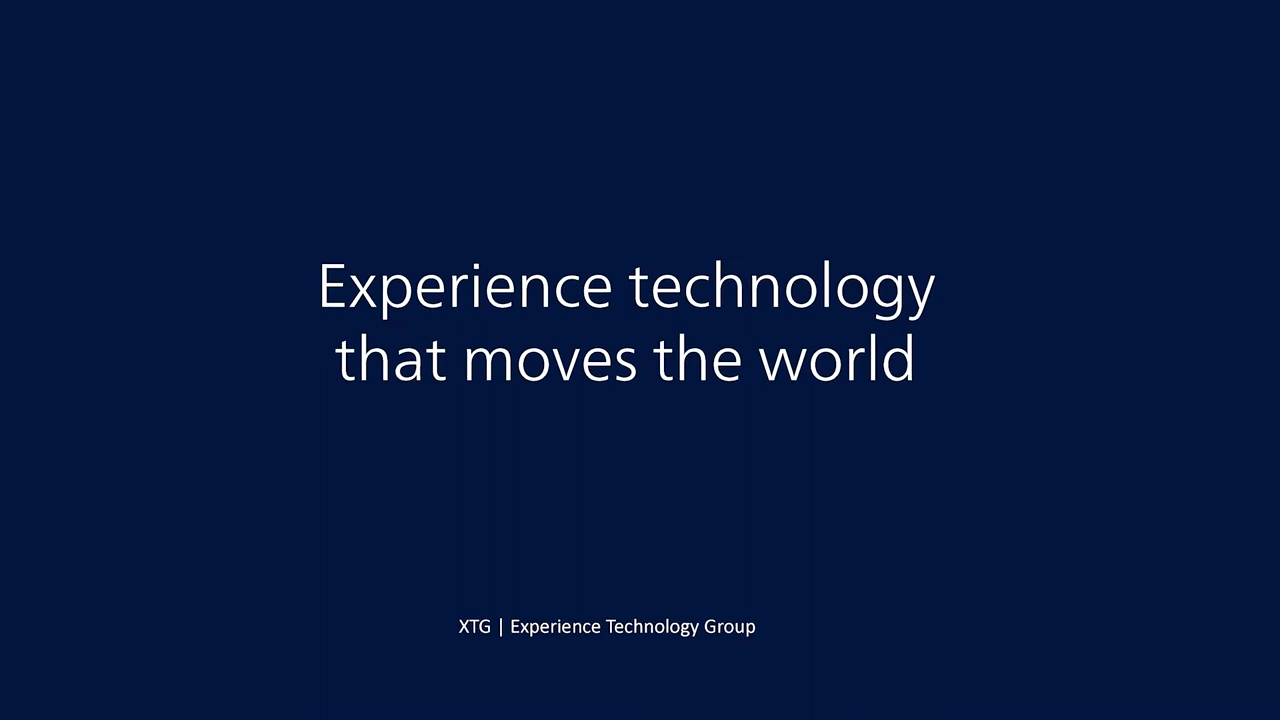 Experience technology
that moves the world
XTG | Experience Technology Group